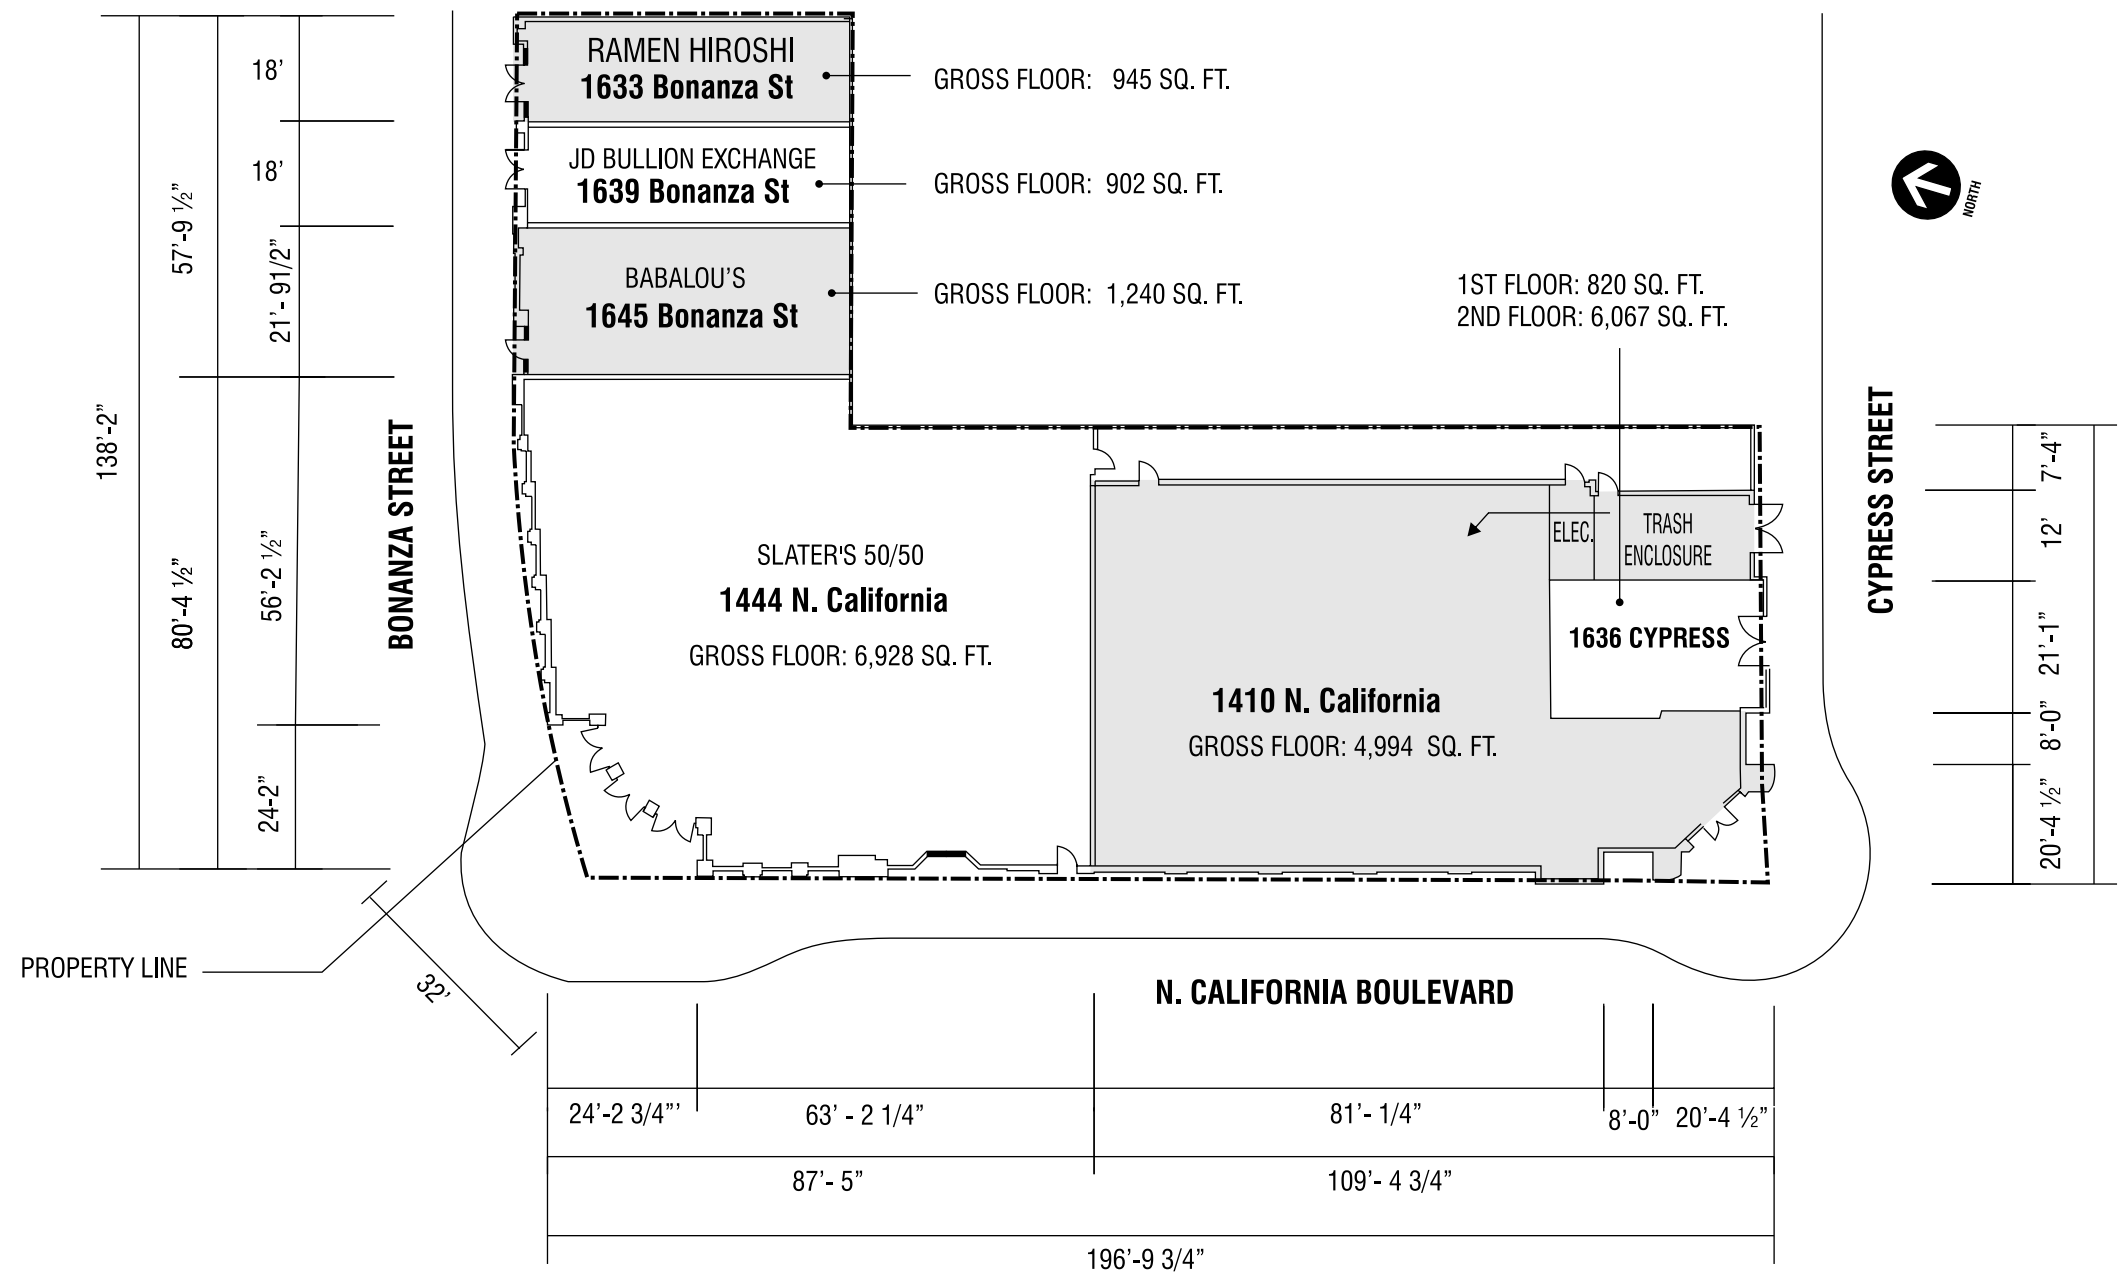 RAMEN HIROSHI
1633 Bonanza St
GROSS FLOOR: 945 SQ. FT.
JD BULLION EXCHANGE
1639 Bonanza St
GROSS FLOOR: 902 SQ. FT.
BABALOU'S
1645 Bonanza St
GROSS FLOOR: 1,240 SQ. FT.
1ST FLOOR: 820 SQ. FT.
2ND FLOOR: 6,067 SQ. FT.
NORTH
18’
18’
21’- 91/2”
57’-9 ½”
138’-2”
80’-4 ½”
56’-2 ½”
24-2”
BONANZA STREET
SLATER'S 50/50
1444 N. California
GROSS FLOOR: 6,928 SQ. FT.
1410 N. California
GROSS FLOOR: 4,994 SQ. FT.
ELEC.
TRASH
ENCLOSURE
1636 CYPRESS
CYPRESS STREET
7’-4”
12’
21’-1”
8’-0”
20’-4 ½”
PROPERTY LINE
32’
N. CALIFORNIA BOULEVARD
24’-2 3/4”’
63’ - 2 1/4”
81’- 1/4”
8’-0”
20’-4 ½”
87’- 5”
109’- 4 3/4”
196’-9 3/4”